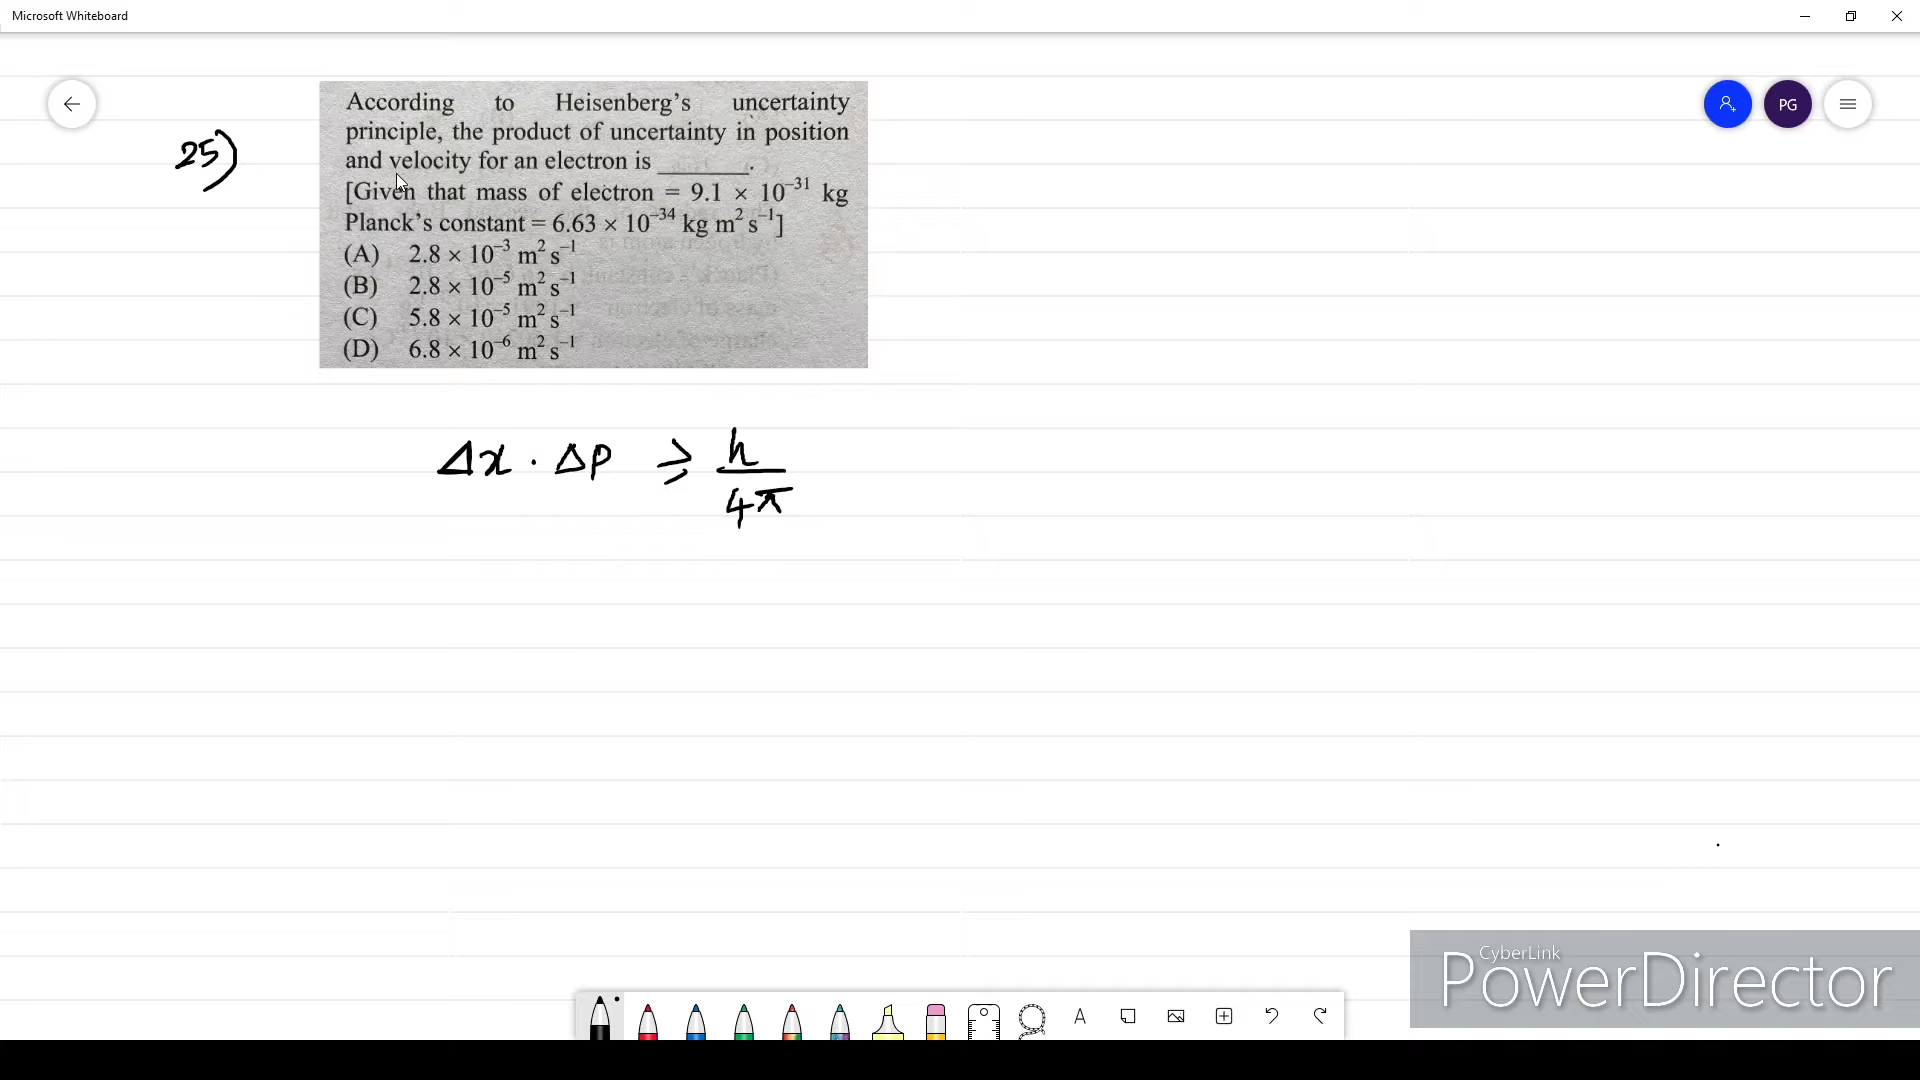 Microsoft Whiteboard
PG
25)
According to Heisenberg's uncertainty
principle, the product of uncertainty in position
and velocity for an electron is ________.
[Given that mass of electron = 9.1 × 10⁻³¹ kg
Planck's constant = 6.63 × 10⁻³⁴ kg m² s⁻¹]
(A) 2.8 × 10⁻³ m² s⁻¹
(B) 2.8 × 10⁻⁵ m² s⁻¹
(C) 5.8 × 10⁻⁵ m² s⁻¹
(D) 6.8 × 10⁻⁶ m² s⁻¹
Δx · Δp ≥ h
4π
CyberLink
PowerDirector
A